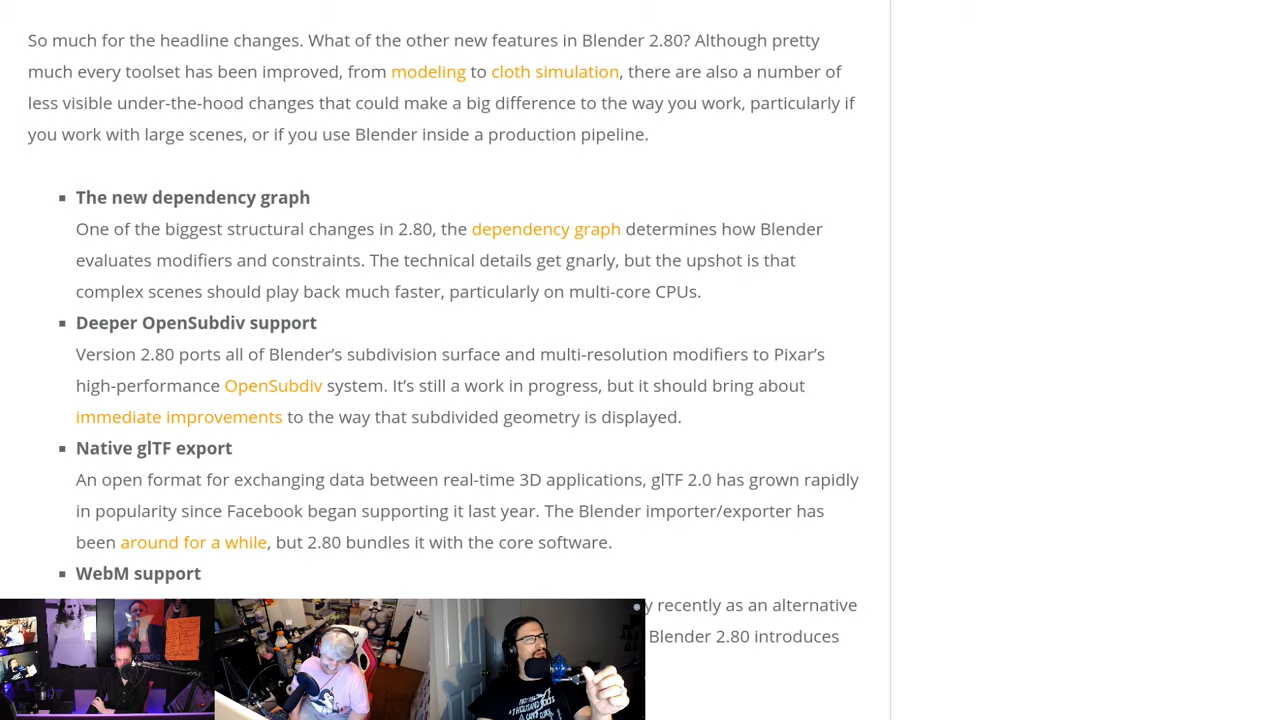 So much for the headline changes. What of the other new features in Blender 2.80? Although pretty
much every toolset has been improved, from modeling to cloth simulation, there are also a number of
less visible under-the-hood changes that could make a big difference to the way you work, particularly if
you work with large scenes, or if you use Blender inside a production pipeline.
The new dependency graph
One of the biggest structural changes in 2.80, the dependency graph determines how Blender
evaluates modifiers and constraints. The technical details get gnarly, but the upshot is that
complex scenes should play back much faster, particularly on multi-core CPUs.
Deeper OpenSubdiv support
Version 2.80 ports all of Blender’s subdivision surface and multi-resolution modifiers to Pixar’s
high-performance OpenSubdiv system. It’s still a work in progress, but it should bring about
immediate improvements to the way that subdivided geometry is displayed.
Native glTF export
An open format for exchanging data between real-time 3D applications, glTF 2.0 has grown rapidly
in popularity since Facebook began supporting it last year. The Blender importer/exporter has
been around for a while, but 2.80 bundles it with the core software.
WebM support
y recently as an alternative
Blender 2.80 introduces